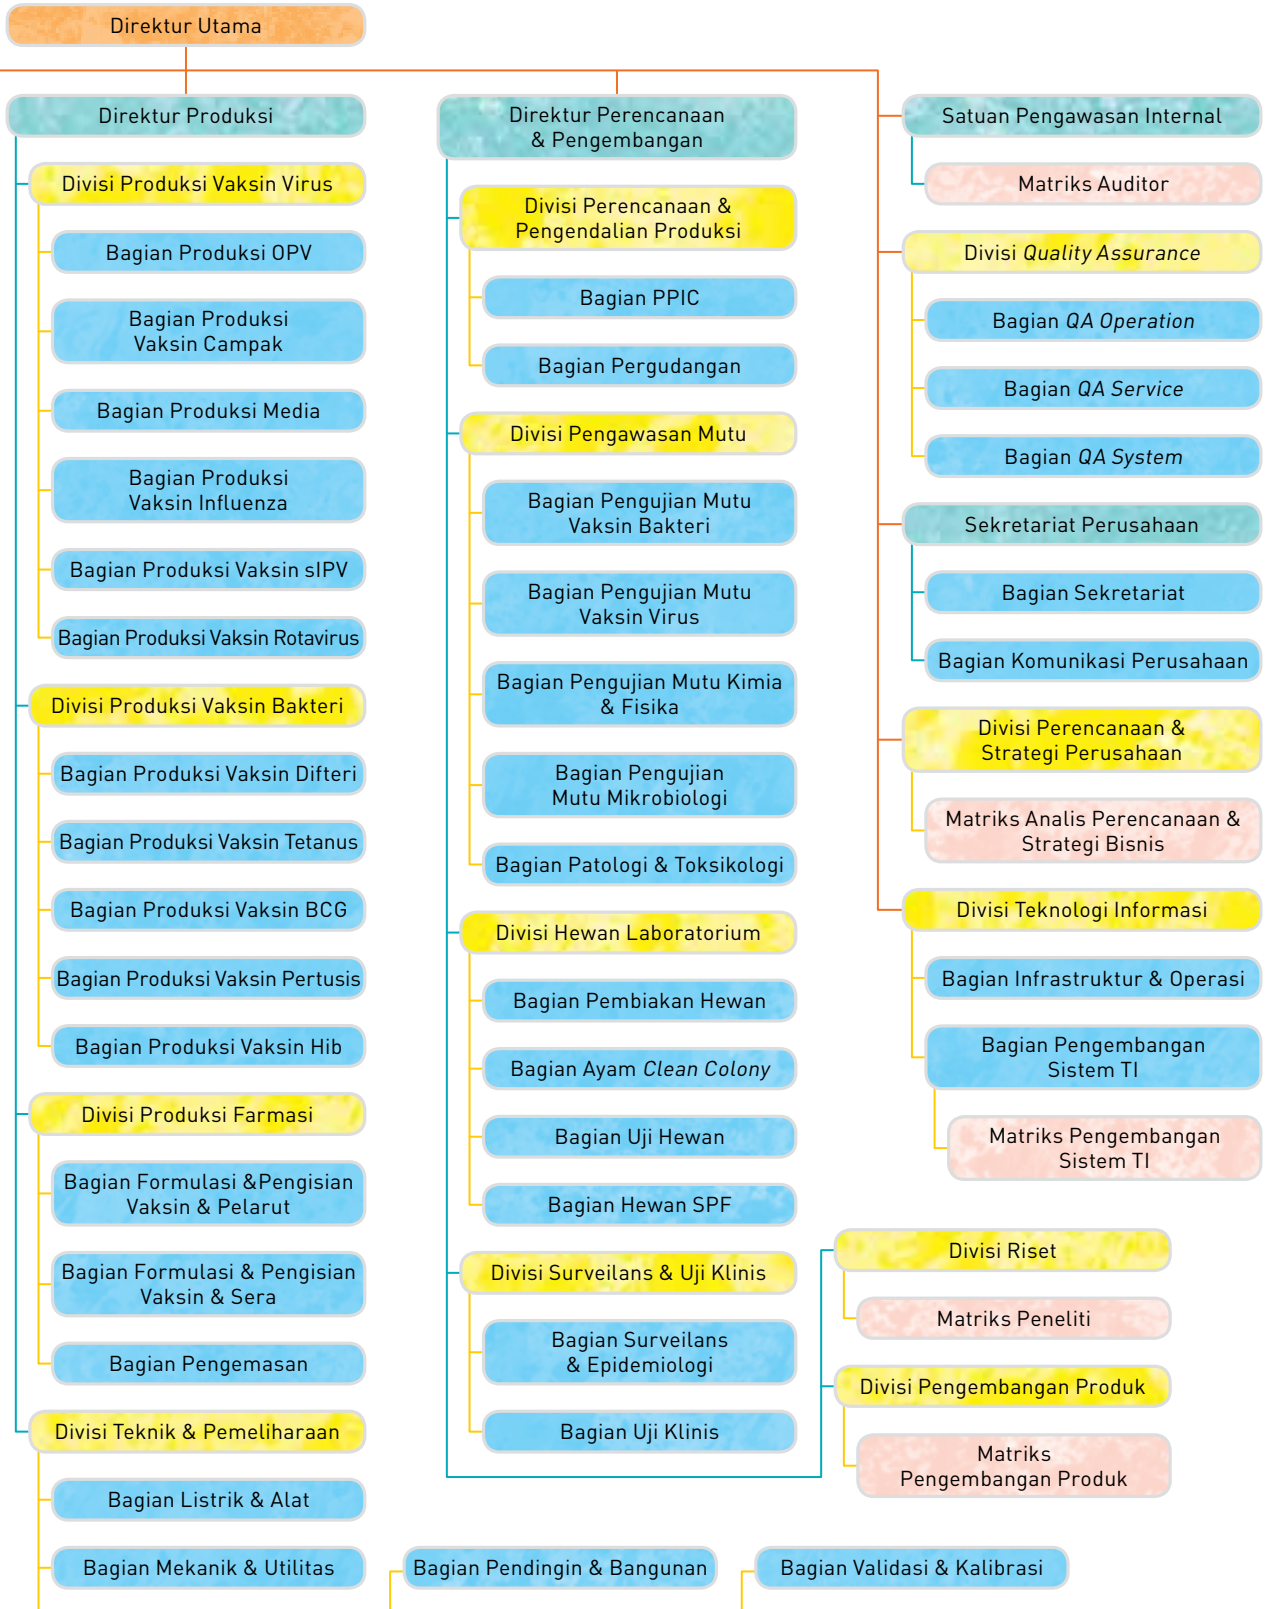 Direktur Utama
Direktur Produksi
Divisi Produksi Vaksin Virus
Bagian Produksi OPV
Bagian Produksi
Vaksin Campak
Bagian Produksi Media
Bagian Produksi
Vaksin Influenza
Bagian Produksi Vaksin sIPV
Bagian Produksi Vaksin Rotavirus
Divisi Produksi Vaksin Bakteri
Bagian Produksi Vaksin Difteri
Bagian Produksi Vaksin Tetanus
Bagian Produksi Vaksin BCG
Bagian Produksi Vaksin Pertusis
Bagian Produksi Vaksin Hib
Divisi Produksi Farmasi
Bagian Formulasi &Pengisian
Vaksin & Pelarut
Bagian Formulasi & Pengisian
Vaksin & Sera
Bagian Pengemasan
Divisi Teknik & Pemeliharaan
Bagian Listrik & Alat
Bagian Mekanik & Utilitas
Bagian Pendingin & Bangunan
Bagian Validasi & Kalibrasi
Direktur Perencanaan
& Pengembangan
Divisi Perencanaan &
Pengendalian Produksi
Bagian PPIC
Bagian Pergudangan
Divisi Pengawasan Mutu
Bagian Pengujian Mutu
Vaksin Bakteri
Bagian Pengujian Mutu
Vaksin Virus
Bagian Pengujian Mutu Kimia
& Fisika
Bagian Pengujian
Mutu Mikrobiologi
Bagian Patologi & Toksikologi
Divisi Hewan Laboratorium
Bagian Pembiakan Hewan
Bagian Ayam Clean Colony
Bagian Uji Hewan
Bagian Hewan SPF
Divisi Surveilans & Uji Klinis
Bagian Surveilans
& Epidemiologi
Bagian Uji Klinis
Divisi Riset
Matriks Peneliti
Divisi Pengembangan Produk
Matriks
Pengembangan Produk
Satuan Pengawasan Internal
Matriks Auditor
Divisi Quality Assurance
Bagian QA Operation
Bagian QA Service
Bagian QA System
Sekretariat Perusahaan
Bagian Sekretariat
Bagian Komunikasi Perusahaan
Divisi Perencanaan &
Strategi Perusahaan
Matriks Analis Perencanaan &
Strategi Bisnis
Divisi Teknologi Informasi
Bagian Infrastruktur & Operasi
Bagian Pengembangan
Sistem TI
Matriks Pengembangan
Sistem TI